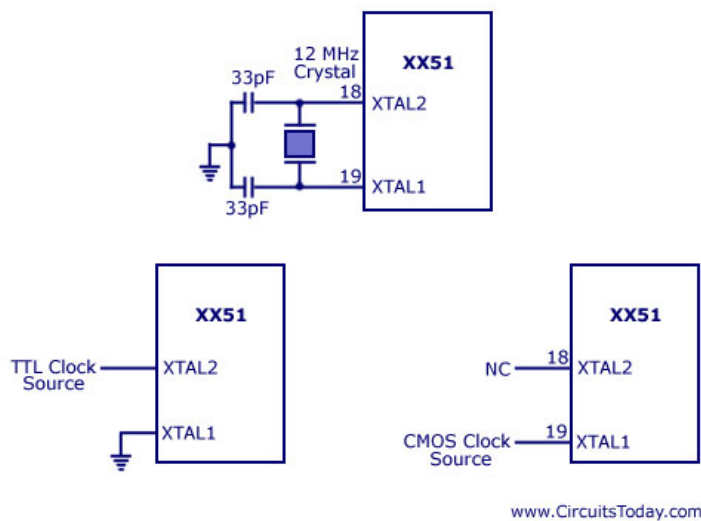 12 MHz
Crystal
33pF
18
XX51
XTAL2
19
XTAL1
33pF
XX51
TTL Clock
Source
XTAL2
XTAL1
XX51
NC
18
XTAL2
CMOS Clock
Source
19
XTAL1
www.CircuitsToday.com